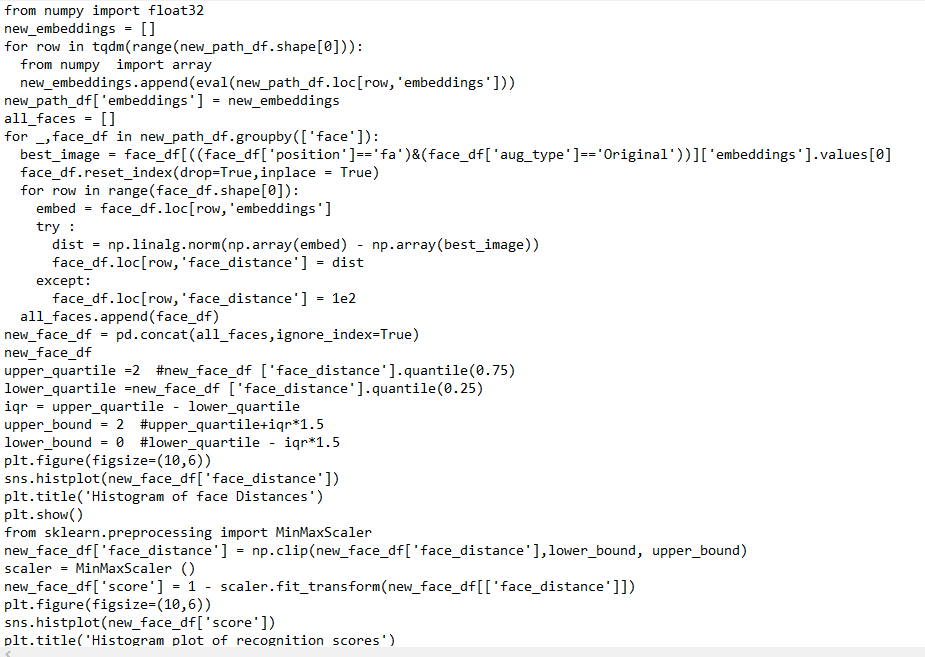 from numpy import float32
new_embeddings = []
for row in tqdm(range(new_path_df.shape[0])):
  from numpy  import array
  new_embeddings.append(eval(new_path_df.loc[row,'embeddings']))
new_path_df['embeddings'] = new_embeddings
all_faces = []
for _,face_df in new_path_df.groupby(['face']):
  best_image = face_df[((face_df['position']=='fa')&(face_df['aug_type']=='Original'))]['embeddings'].values[0]
  face_df.reset_index(drop=True,inplace = True)
  for row in range(face_df.shape[0]):
    embed = face_df.loc[row,'embeddings']
    try :
      dist = np.linalg.norm(np.array(embed) - np.array(best_image))
      face_df.loc[row,'face_distance'] = dist
    except:
      face_df.loc[row,'face_distance'] = 1e2
  all_faces.append(face_df)
new_face_df = pd.concat(all_faces,ignore_index=True)
new_face_df
upper_quartile =2  #new_face_df ['face_distance'].quantile(0.75)
lower_quartile =new_face_df ['face_distance'].quantile(0.25)
iqr = upper_quartile - lower_quartile
upper_bound = 2  #upper_quartile+iqr*1.5
lower_bound = 0  #lower_quartile - iqr*1.5
plt.figure(figsize=(10,6))
sns.histplot(new_face_df['face_distance'])
plt.title('Histogram of face Distances')
plt.show()
from sklearn.preprocessing import MinMaxScaler
new_face_df['face_distance'] = np.clip(new_face_df['face_distance'],lower_bound, upper_bound)
scaler = MinMaxScaler ()
new_face_df['score'] = 1 - scaler.fit_transform(new_face_df[['face_distance']])
plt.figure(figsize=(10,6))
sns.histplot(new_face_df['score'])
plt.title('Histogram plot of recognition scores')